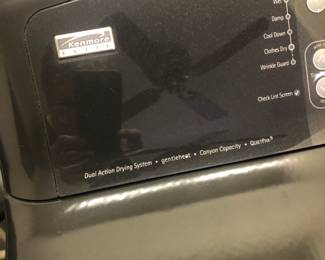 Kenmore
ELITE
Wet
Damp
Cool Down
Clothes Dry
Wrinkle Guard
Check Lint Screen
Dual Action Drying System • gentleheat • Canyon Capacity • QuietPak®